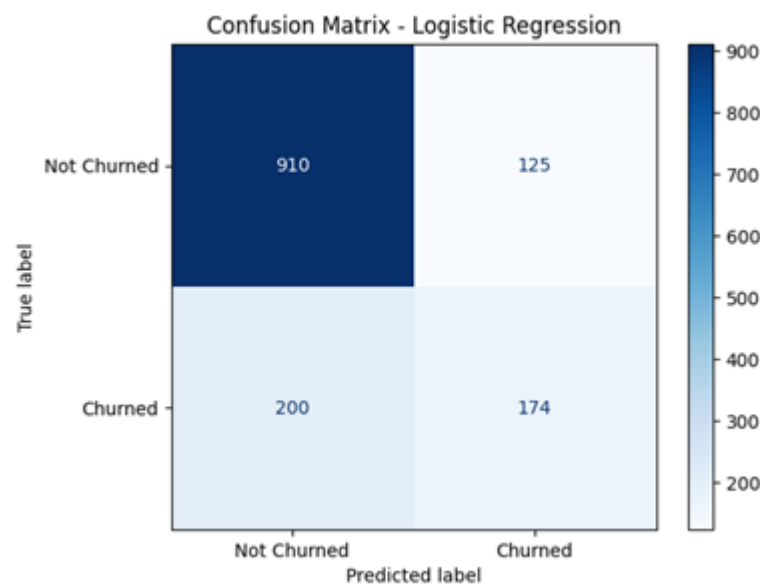 Confusion Matrix - Logistic Regression
900
800
700
600
500
400
300
200
True label
Not Churned
910
125
Churned
200
174
Not Churned
Churned
Predicted label